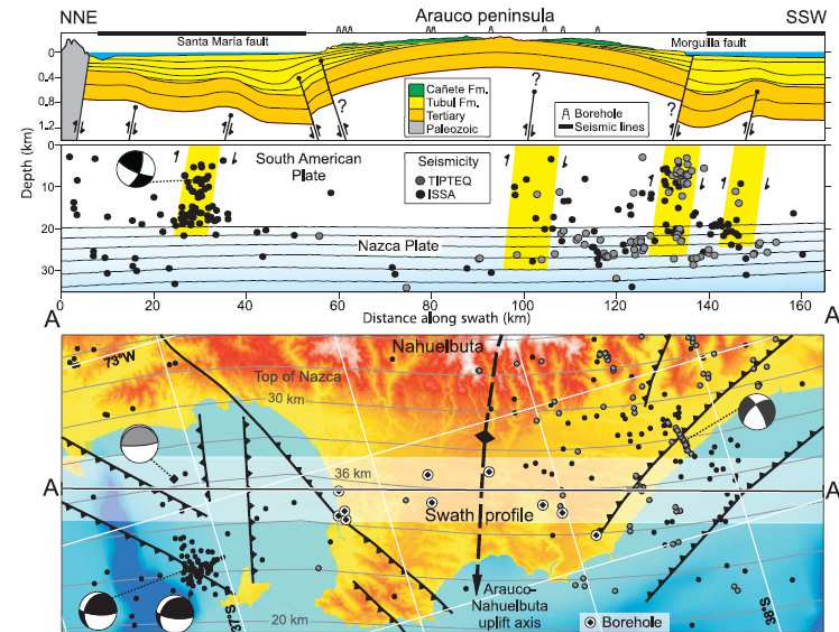 NNE Arauco peninsula SSW
Santa María fault Morguilla fault
0
0.4
0.8
1.2
? ? ?
Cañete Fm.
Tubul Fm.
Tertiary
Paleozoic
Borehole
Seismic lines
Depth (km)
0
10
20
30
South American
Plate
Seismicity
TIPTEQ
ISSA
Nazca Plate
0 20 40 60 80 100 120 140 160
A Distance along swath (km) A
73°W
Nahuelbuta
Top of Nazca
30 km
36 km
A A
Swath profile
Arauco-
Nahuelbuta
uplift axis
Borehole
37°S
20 km
38°S